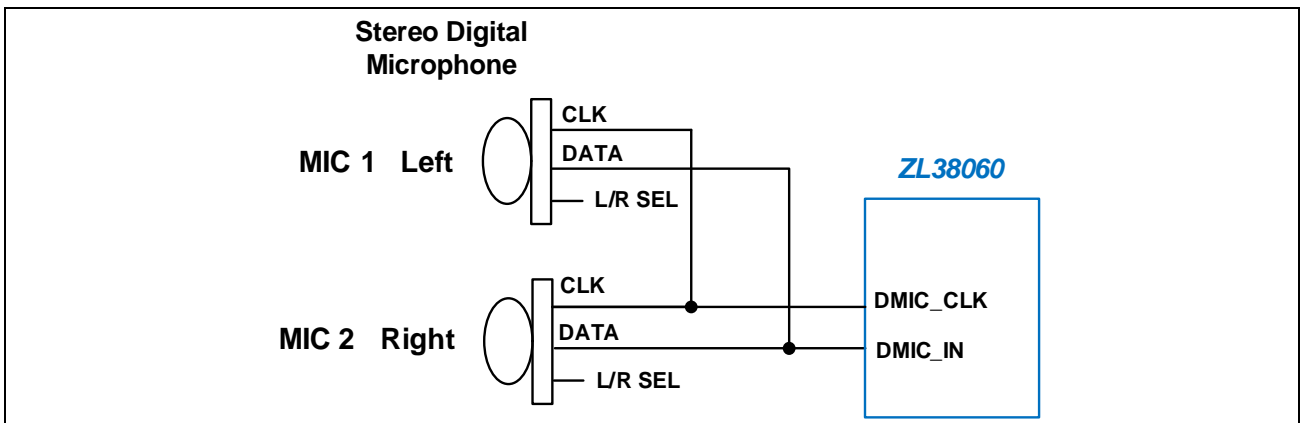 Stereo Digital
Microphone
CLK
MIC 1 Left
DATA
L/R SEL
ZL38060
CLK
DMIC_CLK
MIC 2 Right
DATA
DMIC_IN
L/R SEL